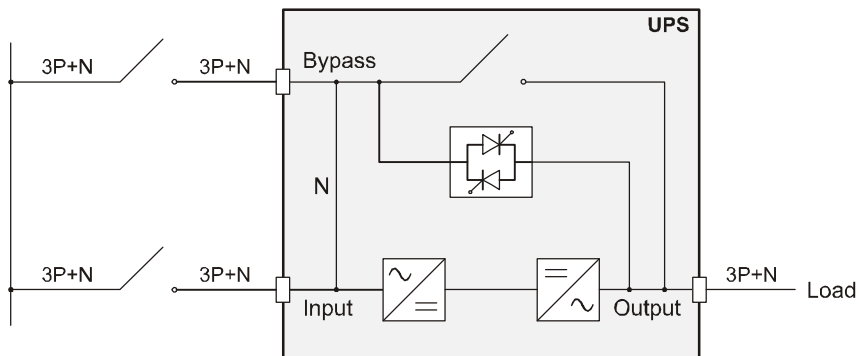 UPS
3P+N
3P+N
Bypass
N
3P+N
3P+N
Input
Output
3P+N
Load